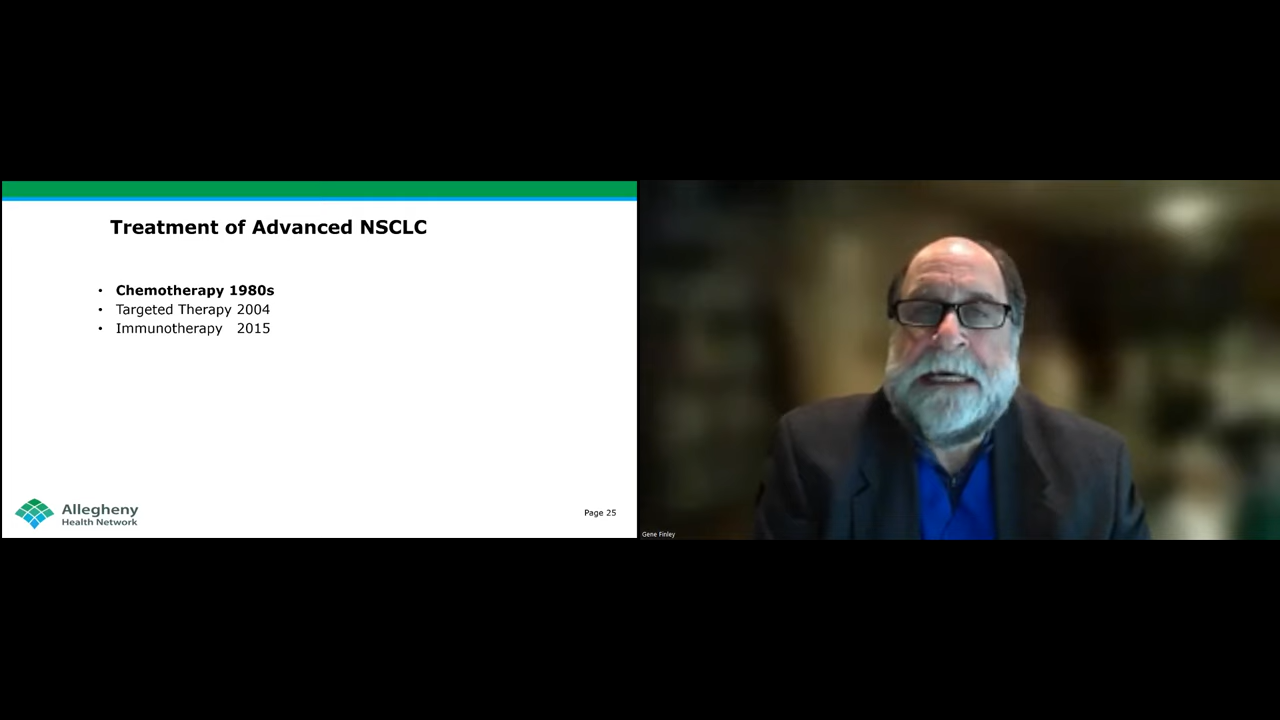 Treatment of Advanced NSCLC
• Chemotherapy 1980s
• Targeted Therapy 2004
• Immunotherapy 2015
Allegheny
Health Network
Page 25
Gene Finley